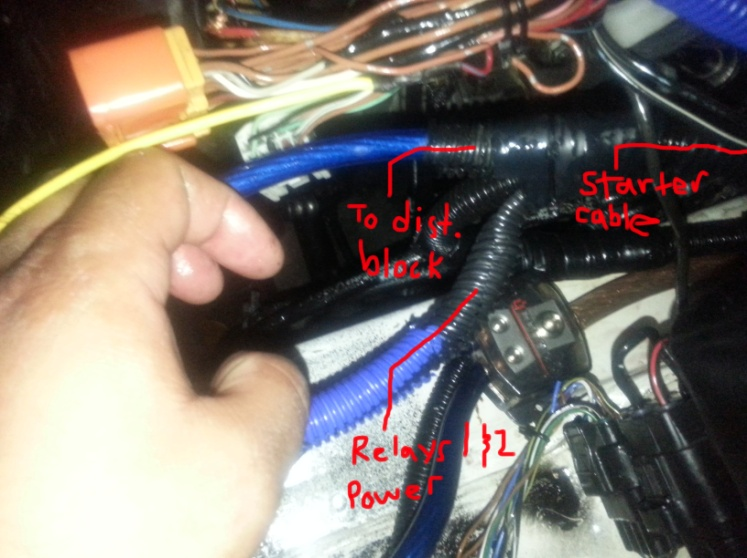 To dist.
block
Starter
cable
Relays 1 & 2
Power